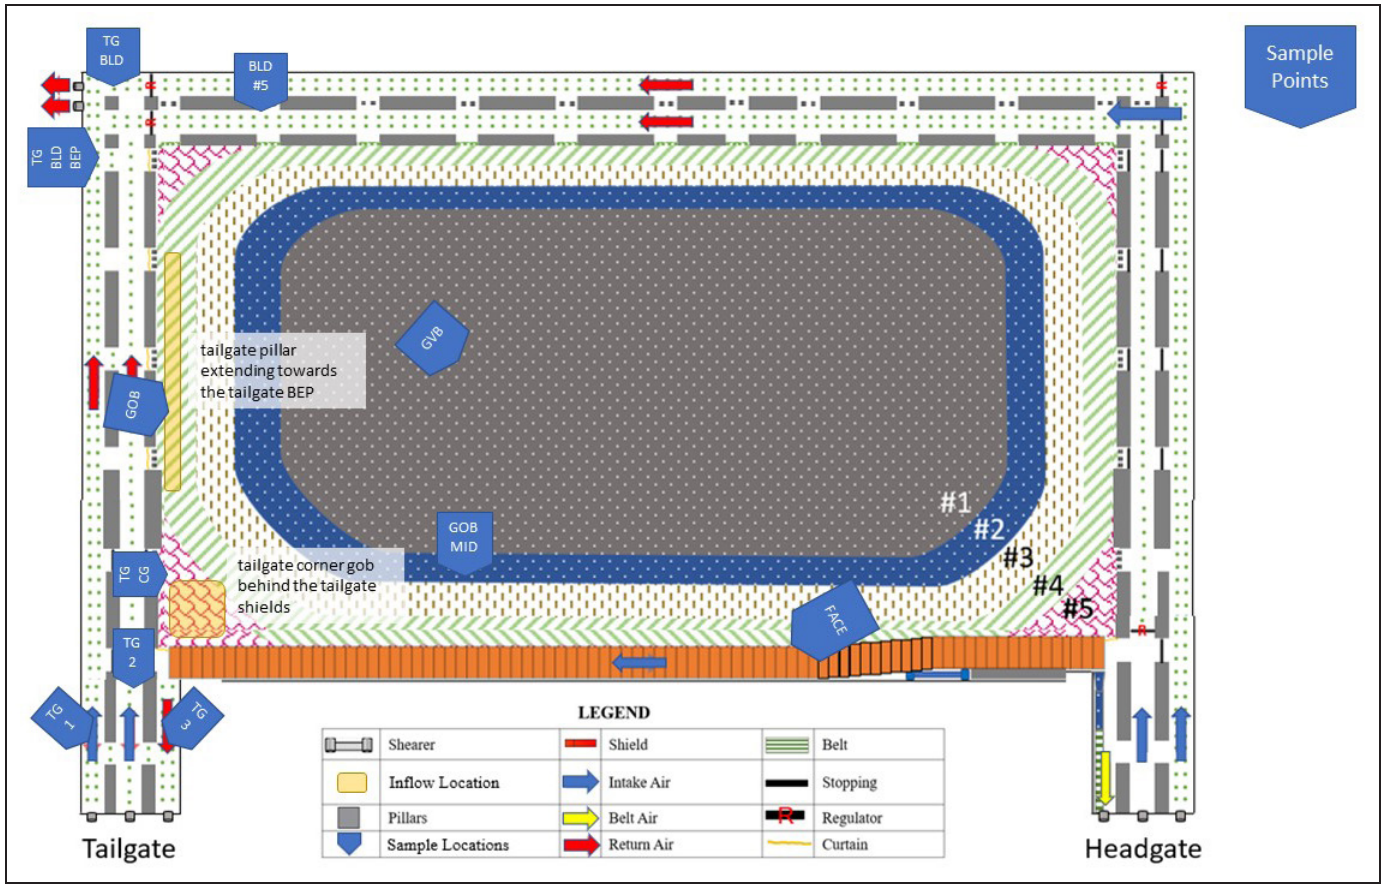 TG
BLD
BLD
#5
Sample
Points
R
R
R
TG
BLD
BEP
GVB
tailgate pillar
extending towards
the tailgate BEP
GOB
#1
GOB
MID
#2
#3
tailgate corner gob
behind the tailgate
shields
TG
CG
#4
#5
FACE
R
TG
2
TG
1
TG
3
LEGEND
Shearer
Shield
Belt
Inflow Location
Intake Air
Stopping
Pillars
Belt Air
R
Regulator
Sample Locations
Return Air
Curtain
Tailgate
Headgate